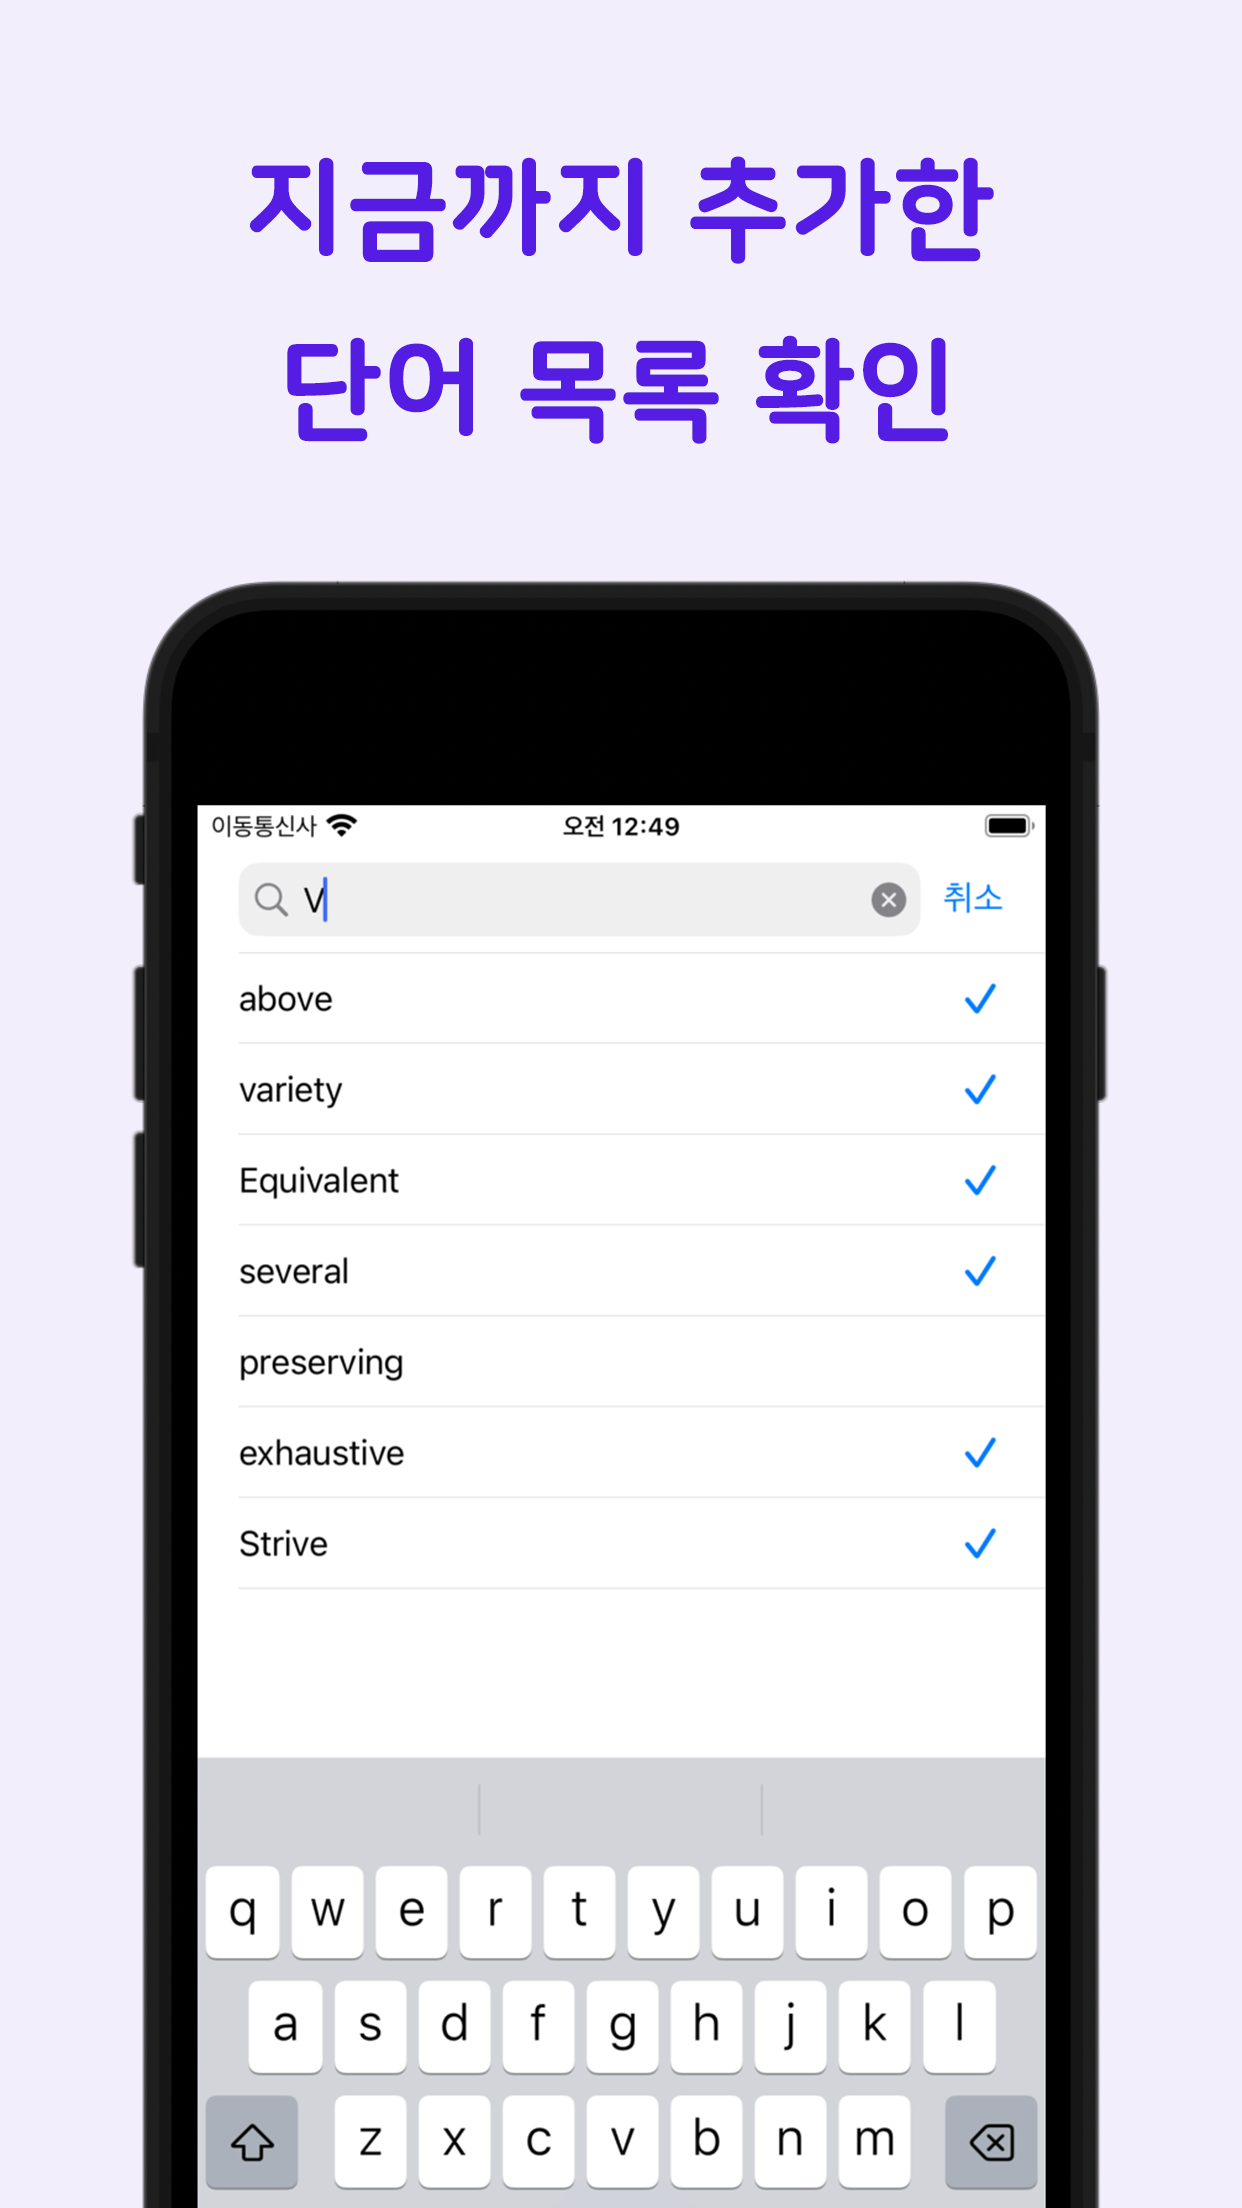 지금까지 추가한
단어 목록 확인
이동통신사 오전 12:49
V 취소
above
variety
Equivalent
several
preserving
exhaustive
Strive
q w e r t y u i o p
a s d f g h j k l
z x c v b n m